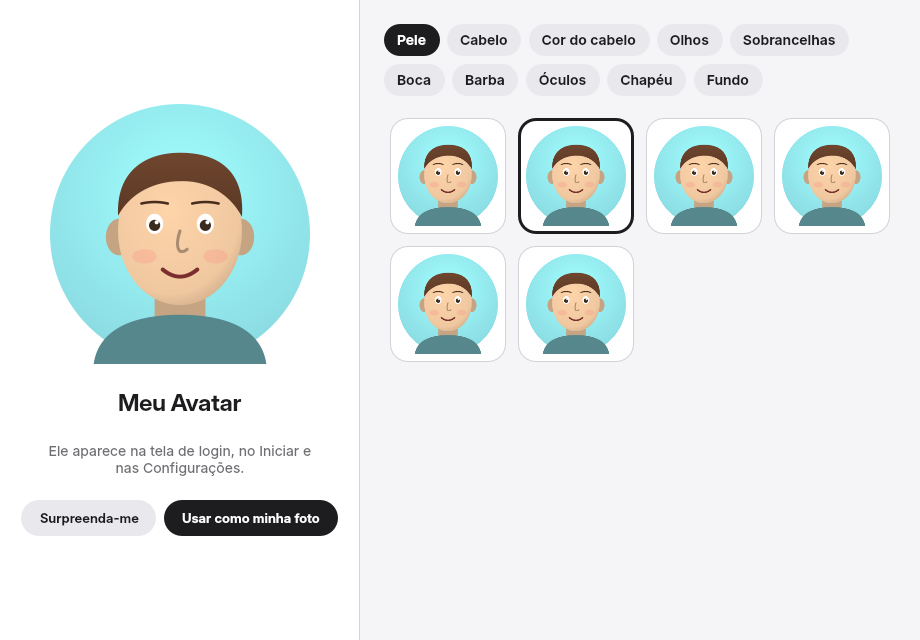 Meu Avatar
Ele aparece na tela de login, no Iniciar e
nas Configurações.
Surpreenda-me
Usar como minha foto
Pele
Cabelo
Cor do cabelo
Olhos
Sobrancelhas
Boca
Barba
Óculos
Chapéu
Fundo